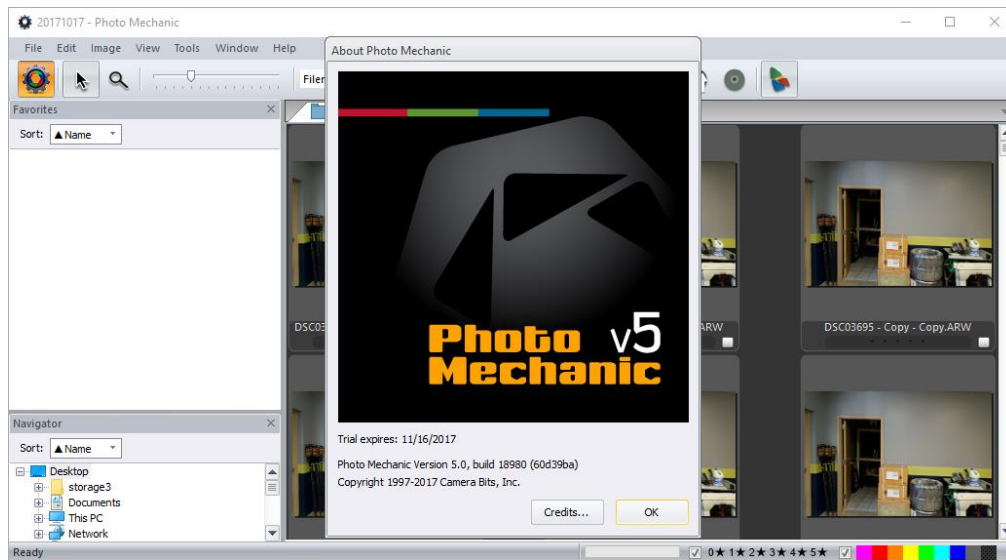 20171017 - Photo Mechanic
File Edit Image View Tools Window Help
About Photo Mechanic
Favorites
Sort: ▲Name
Photo v5
Mechanic
DSC03695 - Copy - Copy.ARW
Navigator
Sort: ▲Name
Desktop
storage3
Documents
This PC
Network
Trial expires: 11/16/2017
Photo Mechanic Version 5.0, build 18980 (60d39ba)
Copyright 1997-2017 Camera Bits, Inc.
Credits...
OK
Ready
0★ 1★ 2★ 3★ 4★ 5★